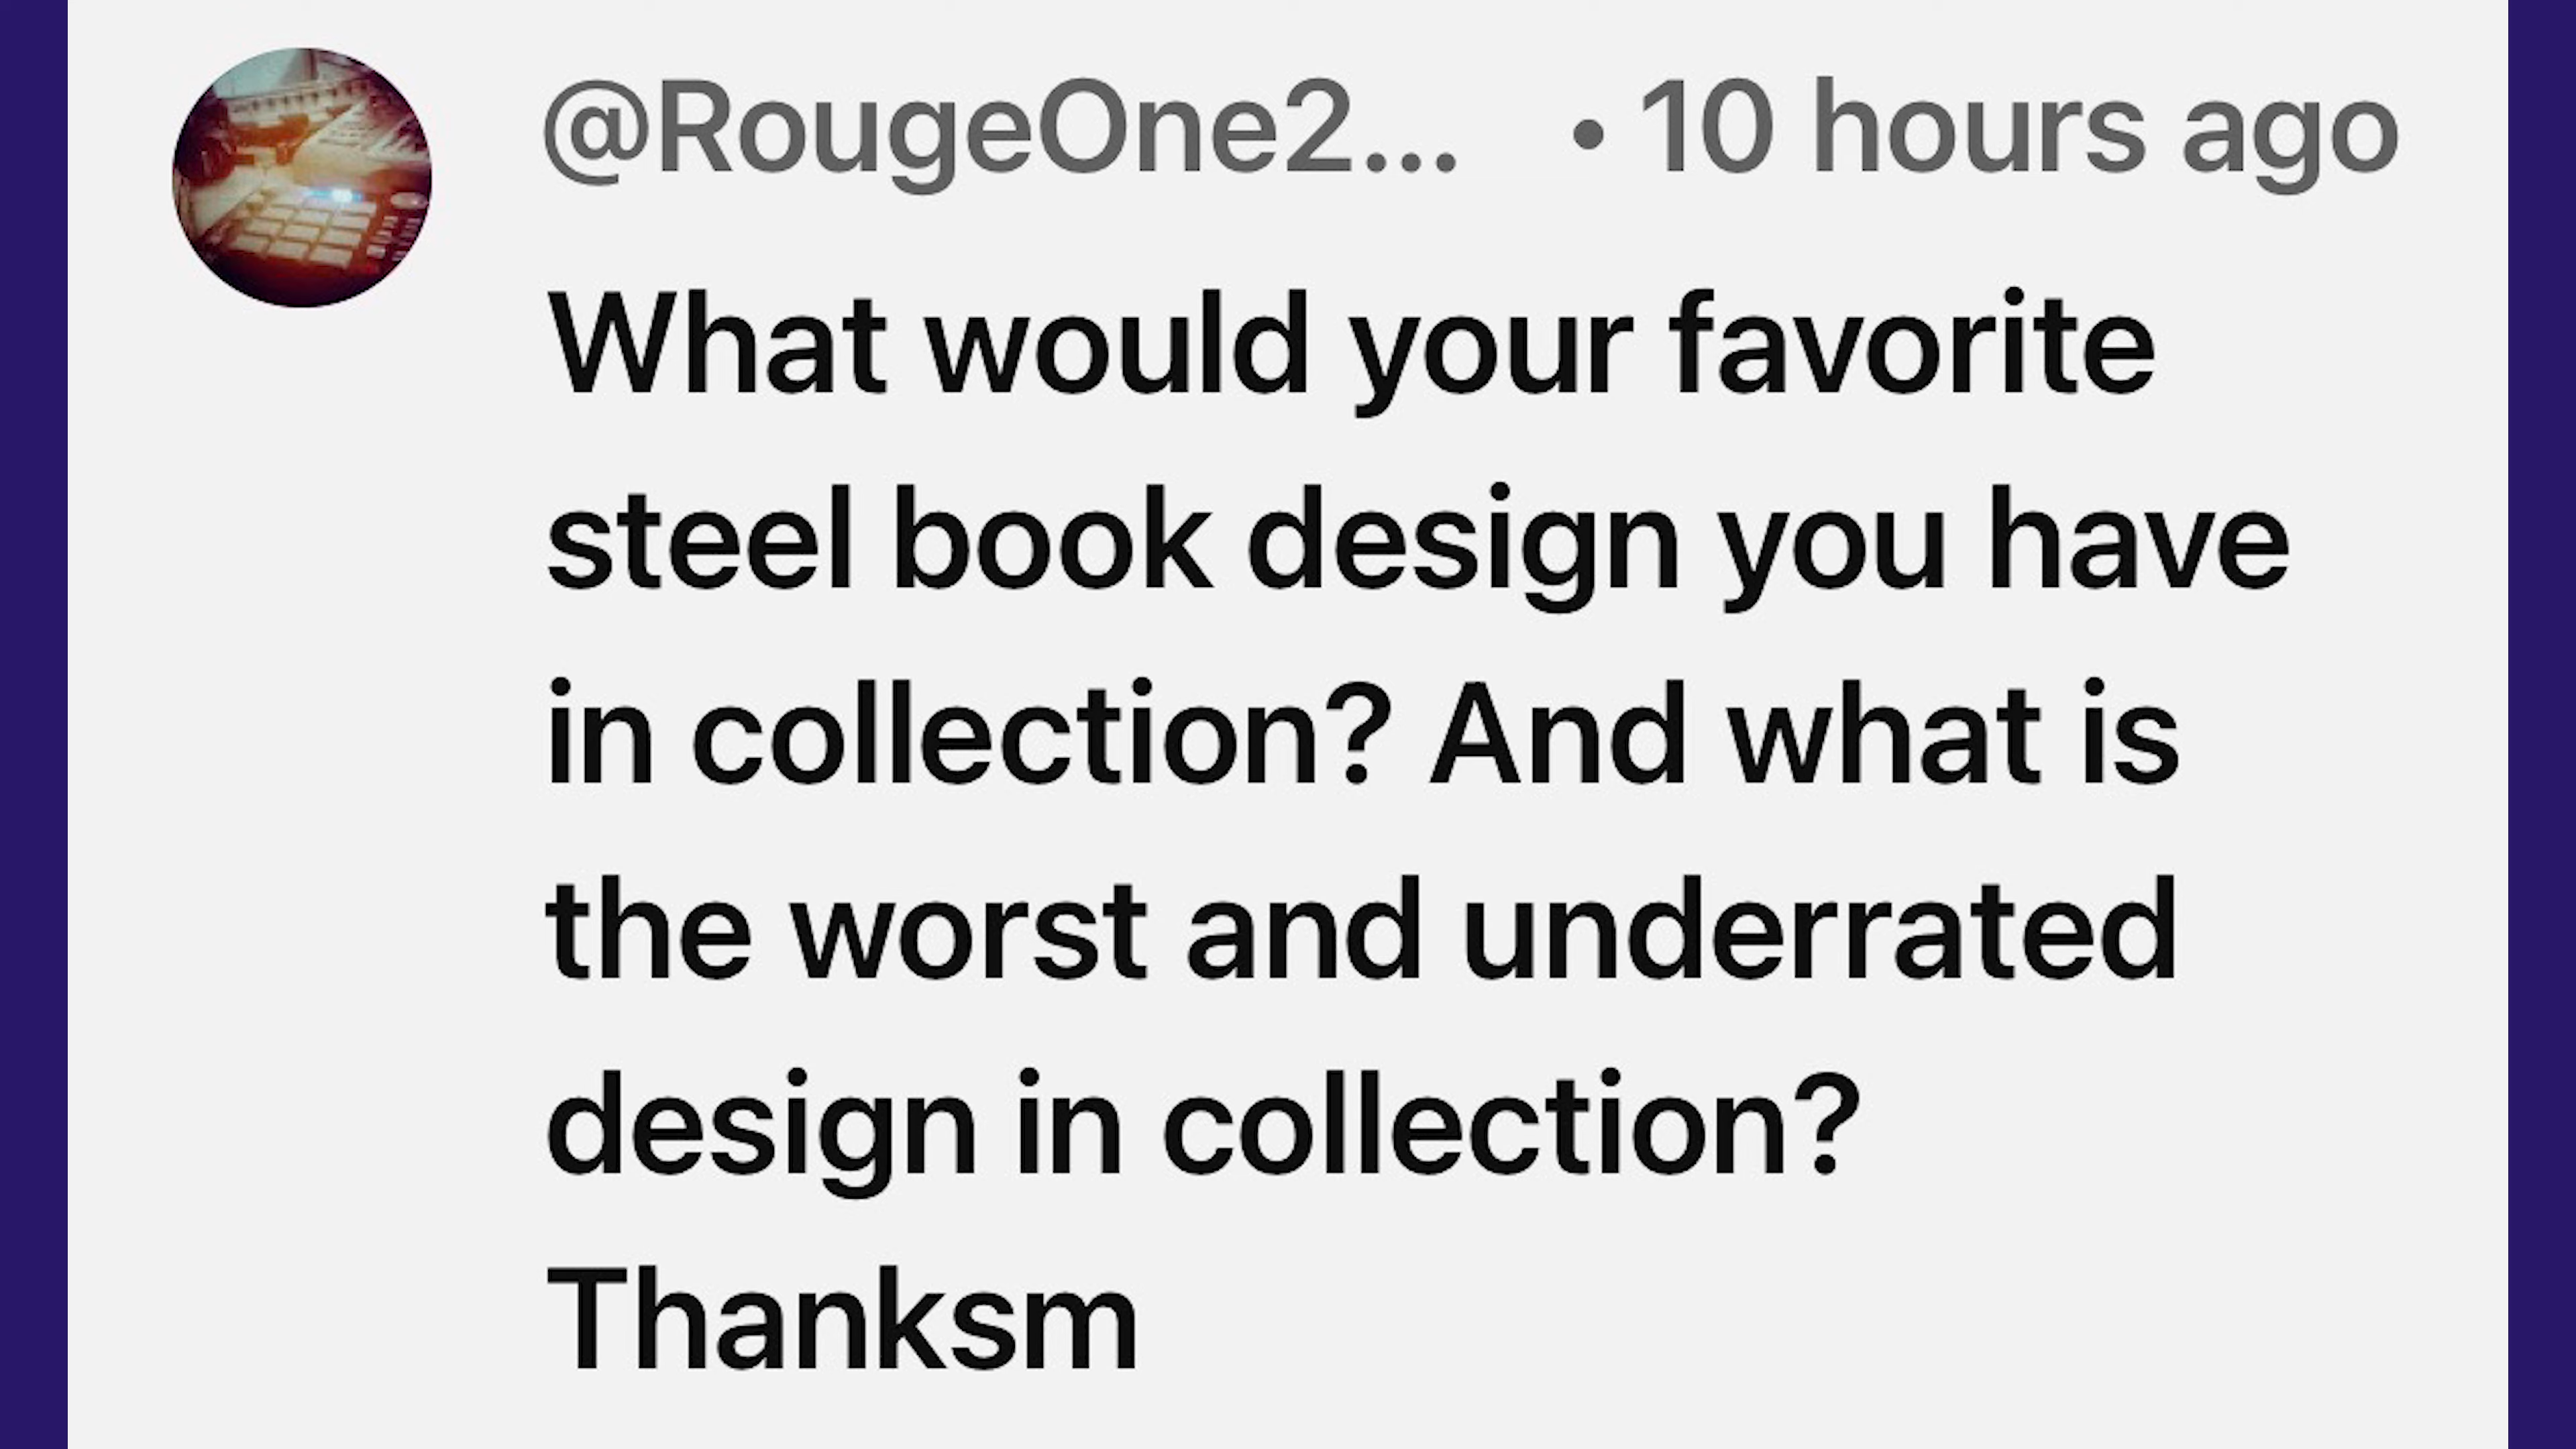 @RougeOne2... • 10 hours ago
What would your favorite
steel book design you have
in collection? And what is
the worst and underrated
design in collection?
Thanksm